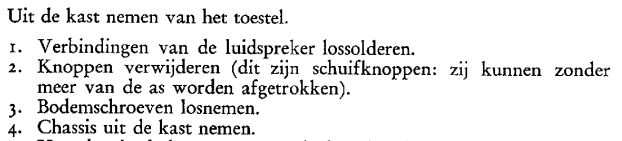 Uit de kast nemen van het toestel.
1. Verbindingen van de luidspreker lossolderen.
2. Knoppen verwijderen (dit zijn schuifknoppen: zij kunnen zonder
meer van de as worden afgetrokken).
3. Bodemschroeven losnemen.
4. Chassis uit de kast nemen.